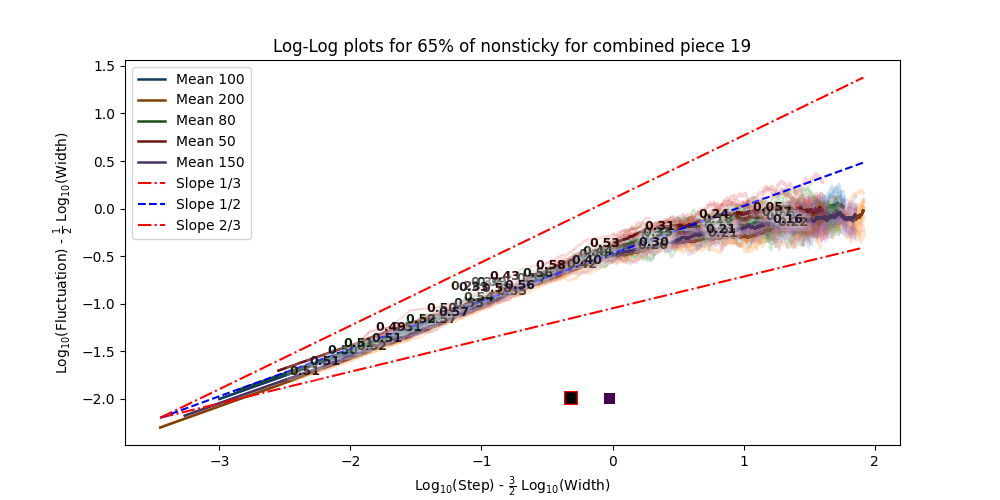 Log-Log plots for 65% of nonsticky for combined piece 19
Log10(Fluctuation) - 1/2 Log10(Width)
1.5
1.0
0.5
0.0
−0.5
−1.0
−1.5
−2.0
Mean 100
Mean 200
Mean 80
Mean 50
Mean 150
Slope 1/3
Slope 1/2
Slope 2/3
0.05
0.24
0.16
0.31
0.21
0.53
0.30
0.40
0.58
0.43
0.56
0.57
0.52
0.49
0.51
0.51
0.51
−3
−2
−1
0
1
2
Log10(Step) - 3/2 Log10(Width)